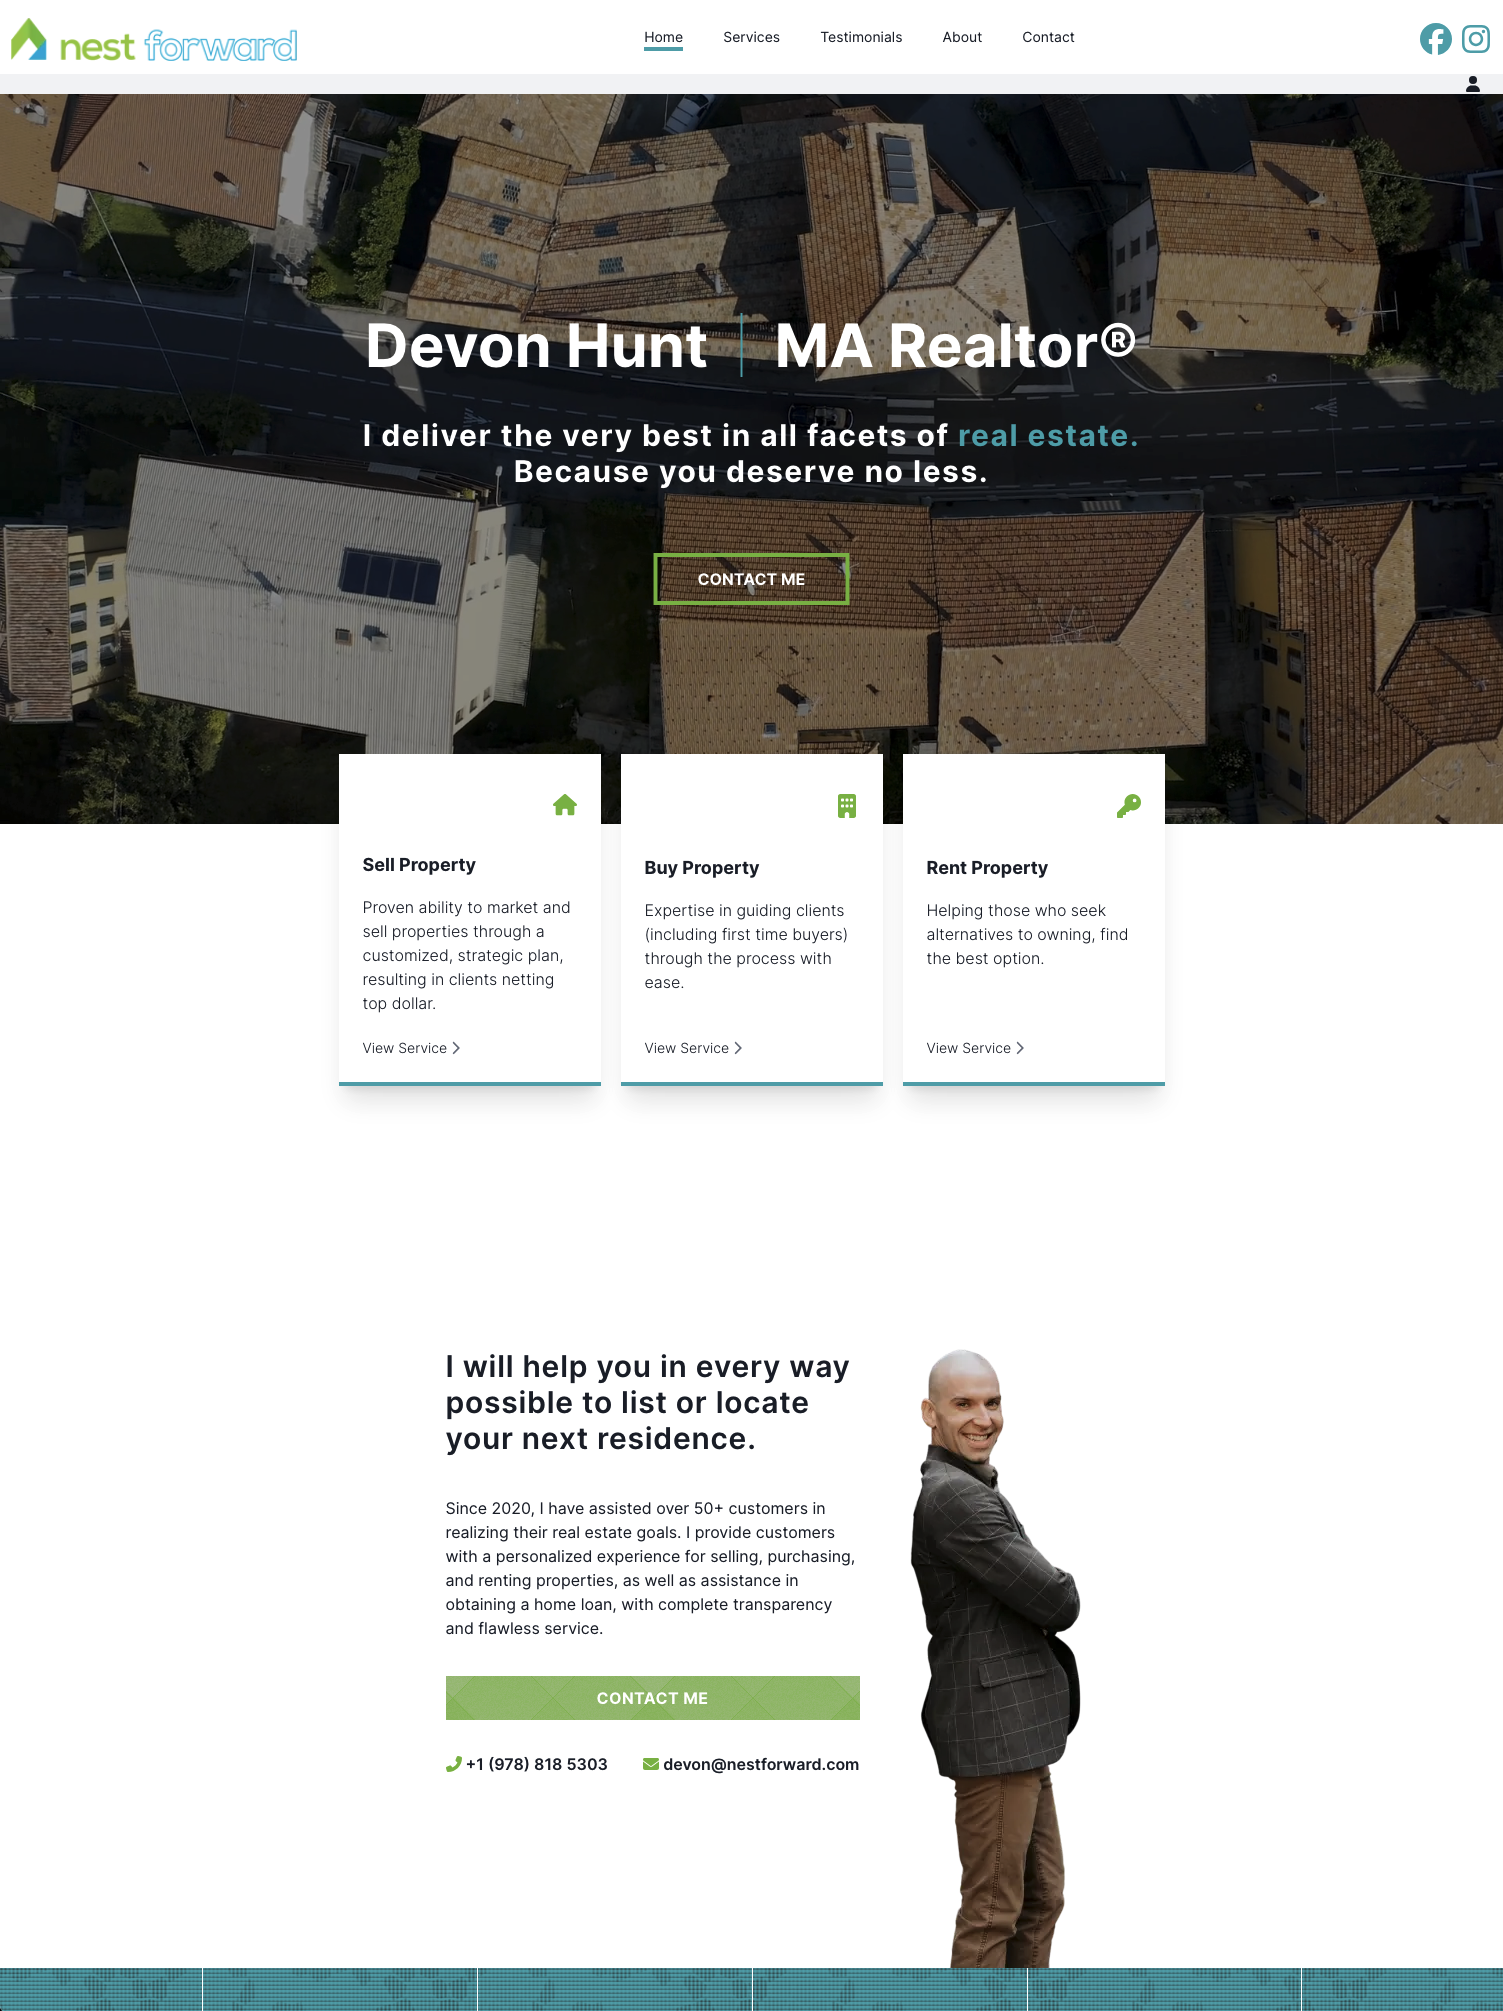 nest forward
Home
Services
Testimonials
About
Contact
Devon Hunt
MA Realtor®
I deliver the very best in all facets of real estate.
Because you deserve no less.
CONTACT ME
Sell Property
Proven ability to market and
sell properties through a
customized, strategic plan,
resulting in clients netting
top dollar.
View Service
Buy Property
Expertise in guiding clients
(including first time buyers)
through the process with
ease.
View Service
Rent Property
Helping those who seek
alternatives to owning, find
the best option.
View Service
I will help you in every way
possible to list or locate
your next residence.
Since 2020, I have assisted over 50+ customers in
realizing their real estate goals. I provide customers
with a personalized experience for selling, purchasing,
and renting properties, as well as assistance in
obtaining a home loan, with complete transparency
and flawless service.
CONTACT ME
+1 (978) 818 5303
devon@nestforward.com